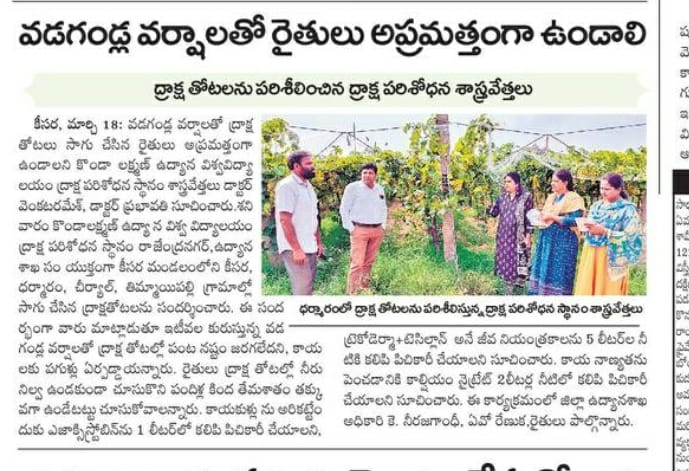 వడగండ్ల వర్షాలతో రైతులు అప్రమత్తంగా ఉండాలి
ద్రాక్ష తోటలను పరిశీలించిన ద్రాక్ష పరిశోధన శాస్త్రవేత్తలు
కీసర, మార్చి 18: వడగండ్ల వర్షాలతో ద్రాక్ష
తోటలు సాగు చేసిన రైతులు అప్రమత్తంగా
ఉండాలని కొండా లక్ష్మణ్ ఉద్యాన విశ్వవిద్యా
లయం ద్రాక్ష పరిశోధన స్థానం శాస్త్రవేత్తలు డాక్టర్
వెంకటరమేశ్, డాక్టర్ ప్రభావతి సూచించారు.శని
వారం కొండాలక్ష్మణ్ ఉద్యాన విశ్వ విద్యాలయం
ద్రాక్ష పరిశోధన స్థానం రాజేంద్రనగర్,ఉద్యాన
శాఖ సం యుక్తంగా కీసర మండలంలోని కీసర,
ధర్మారం, చీర్యాల్, తిమ్మాయిపల్లి గ్రామాల్లో
సాగు చేసిన ద్రాక్షతోటలను సందర్శించారు. ఈ సంద
ర్భంగా వారు మాట్లాడుతూ ఇటీవల కురుస్తున్న వడ
గండ్ల వర్షాలతో ద్రాక్ష తోటల్లో పంట నష్టం జరగలేదని, కాయ
లకు పగుళ్లు ఏర్పడ్డాయన్నారు. రైతులు ద్రాక్ష తోటల్లో నీరు
నిల్వ ఉండకుండా చూసుకొని పందిళ్ల కింద తేమశాతం తక్కు
వగా ఉండేటట్టు చూసుకోవాలన్నారు. కాయకుళ్లు ను అరికట్టేం
దుకు ఎజాక్సిస్ట్రోబిన్‌ను 1 లీటర్‌లో కలిపి పిచికారీ చేయాలని,
ధర్మారంలో ద్రాక్ష తోటలను పరిశీలిస్తున్న ద్రాక్ష పరిశోధన స్థానం శాస్త్రవేత్తలు
ట్రైకోడెర్మా+టెసిల్లాన్ అనే జీవ నియంత్రకాలను 5 లీటర్‌ల నీ
టికి కలిపి పిచికారీ చేయాలని సూచించారు. కాయ నాణ్యతను
పెంచడానికి కాల్షియం నైట్రేట్ 2లీటర్ల నీటిలో కలిపి పిచికారీ
చేయాలని సూచించారు. ఈ కార్యక్రమంలో జిల్లా ఉద్యానశాఖ
అధికారి కె. నీరజగాంధీ, ఏవో రేణుక,రైతులు పాల్గొన్నారు.